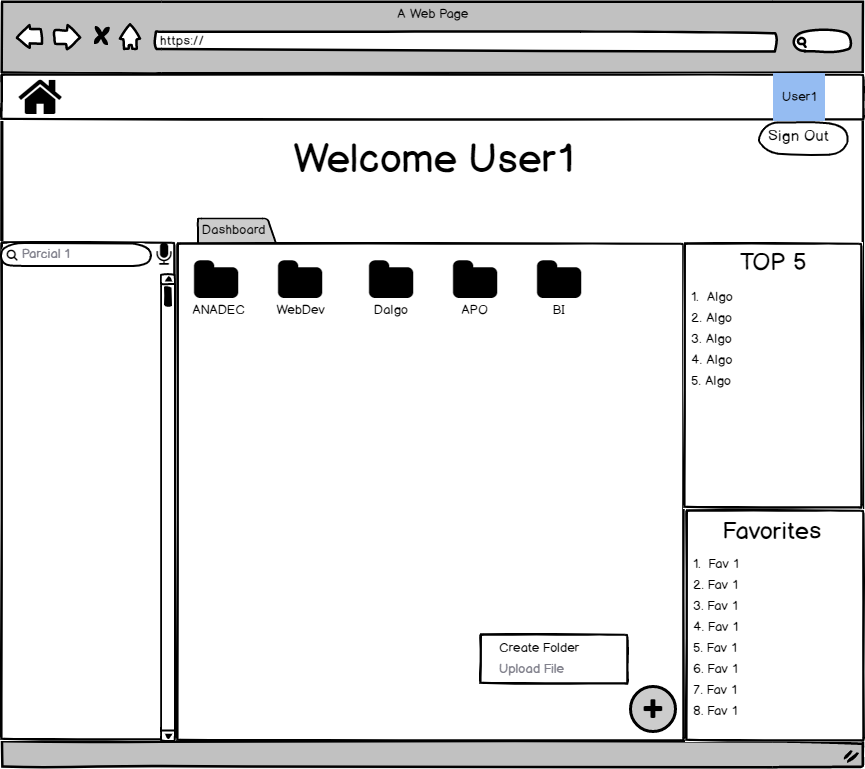 A Web Page
https://
User1
Sign Out
Welcome User1
Dashboard
Parcial 1
ANADEC
WebDev
Dalgo
APO
BI
TOP 5
1. Algo
2. Algo
3. Algo
4. Algo
5. Algo
Favorites
1. Fav 1
2. Fav 1
3. Fav 1
4. Fav 1
5. Fav 1
6. Fav 1
7. Fav 1
8. Fav 1
Create Folder
Upload File